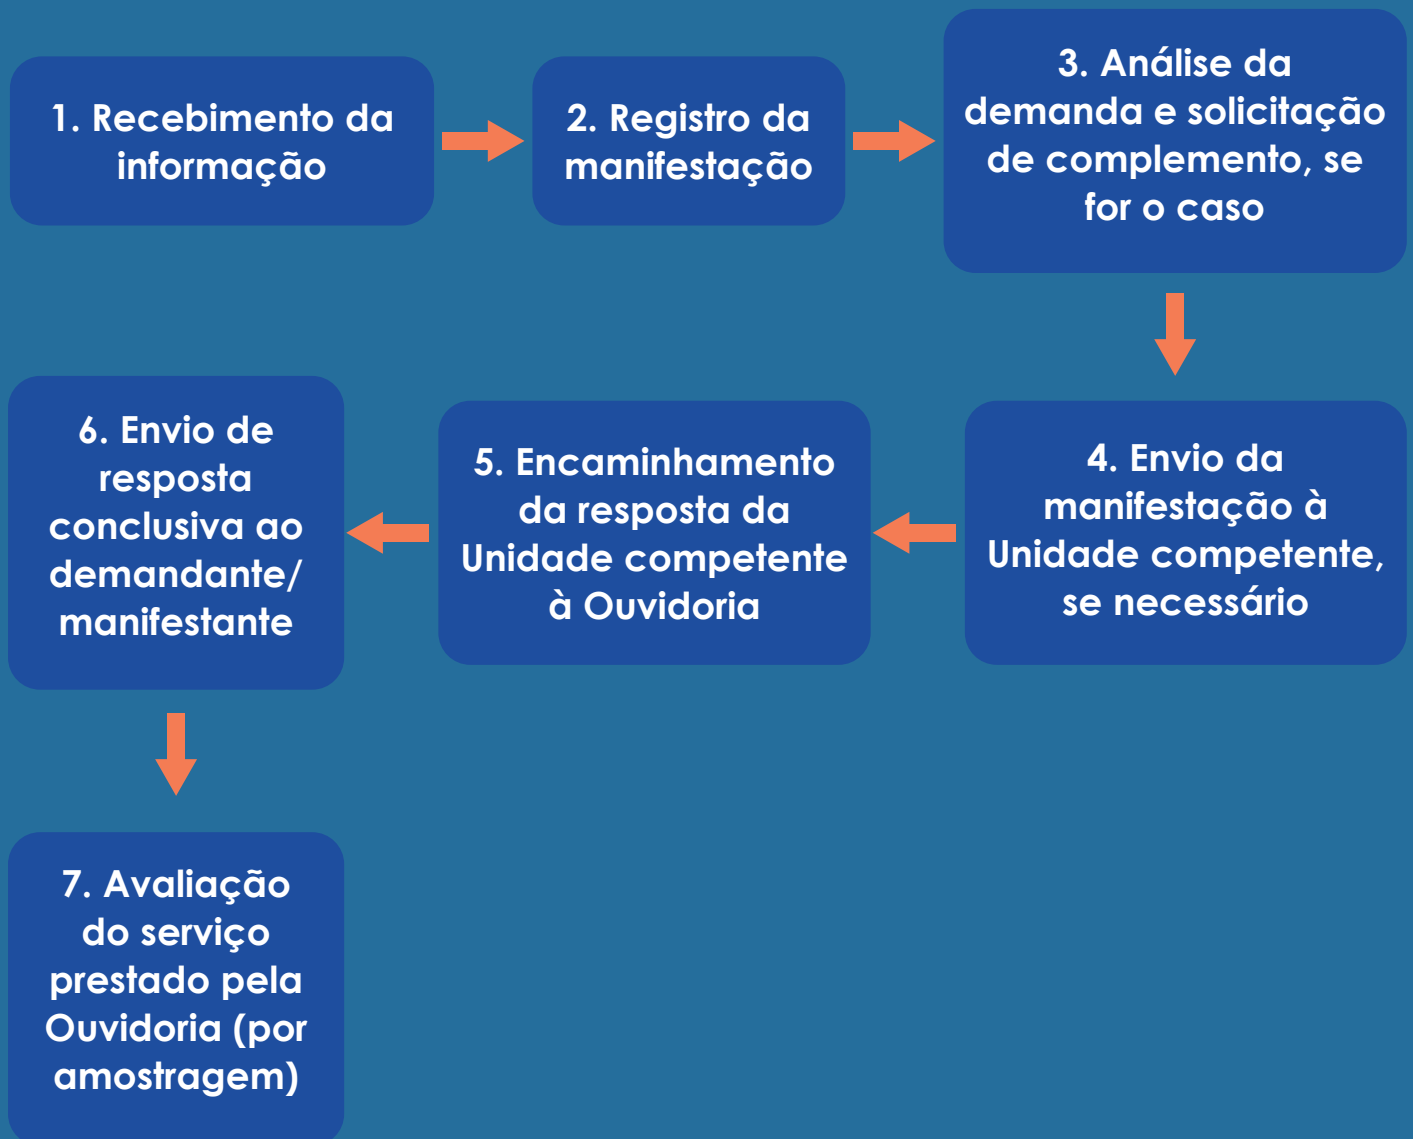 1. Recebimento da
informação
2. Registro da
manifestação
3. Análise da
demanda e solicitação
de complemento, se
for o caso
4. Envio da
manifestação à
Unidade competente,
se necessário
5. Encaminhamento
da resposta da
Unidade competente
à Ouvidoria
6. Envio de
resposta
conclusiva ao
demandante/
manifestante
7. Avaliação
do serviço
prestado pela
Ouvidoria (por
amostragem)